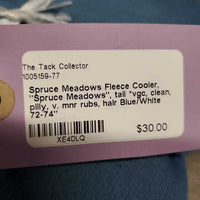 The Tack Collector
1005159-77
Spruce Meadows Fleece Cooler,
"Spruce Meadows", tail *vgc, clean,
pilly, v. mnr rubs, hair Blue/White
72-74"
$30.00
XE4DLQ